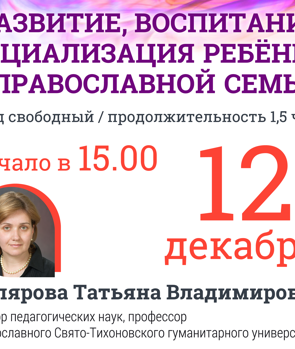 АЗВИТИЕ, ВОСПИТАНИ
ЦИАЛИЗАЦИЯ РЕБЁН
ПРАВОСЛАВНОЙ СЕМЬ
д свободный / продолжительность 1,5 ч
чало в 15.00
12
декабр
лярова Татьяна Владимиров
ор педагогических наук, профессор
ославного Свято-Тихоновского гуманитарного универс